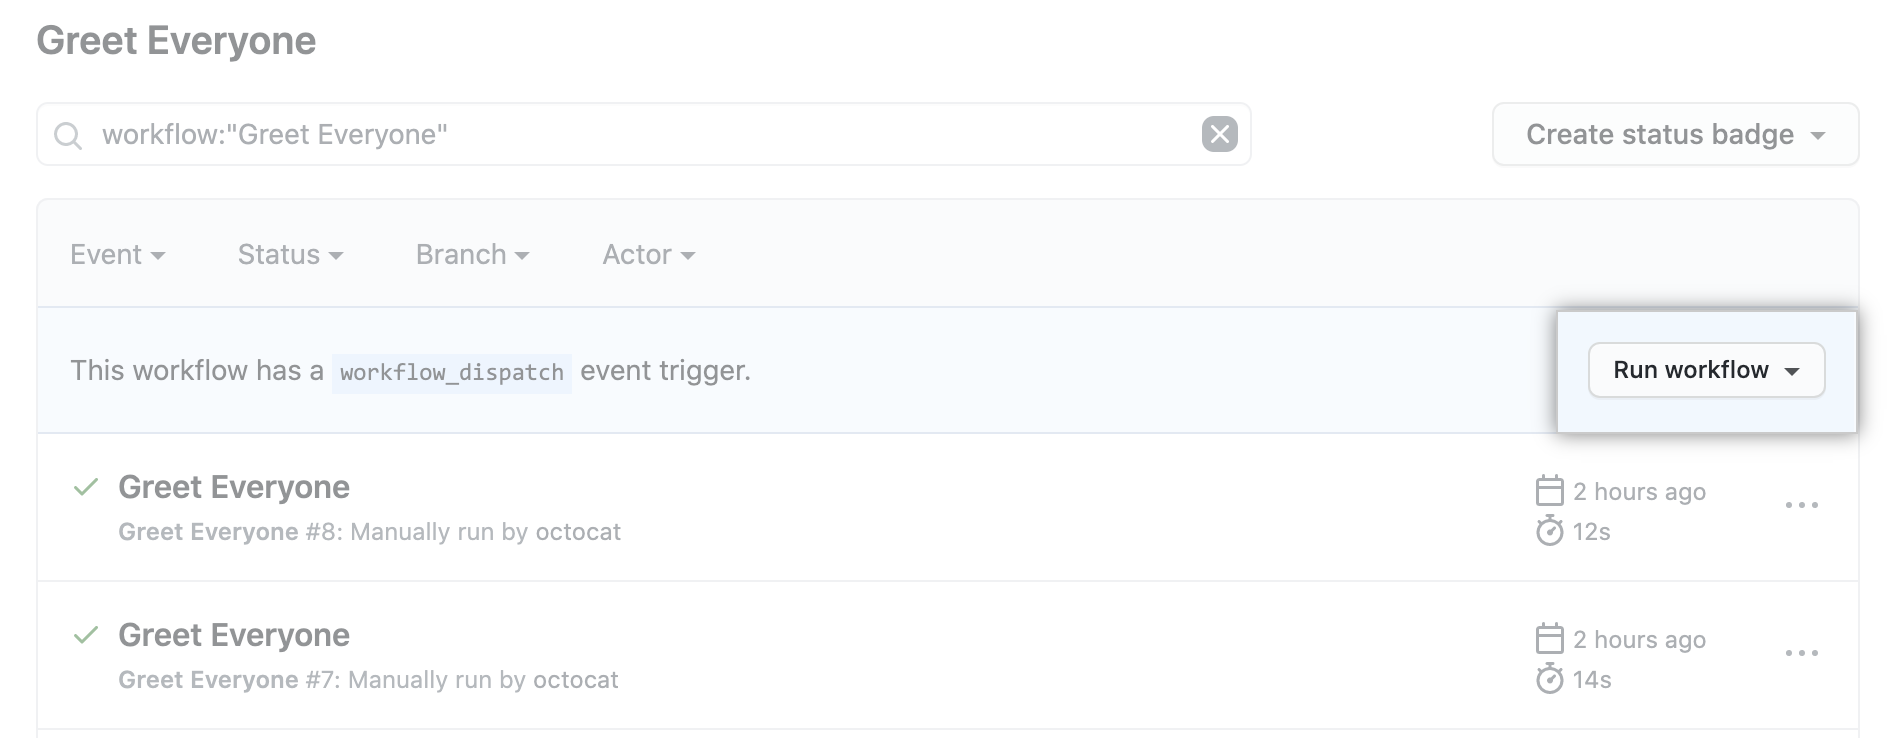 Greet Everyone
workflow:"Greet Everyone"
Create status badge
Event Status Branch Actor
This workflow has a workflow_dispatch event trigger.
Run workflow
Greet Everyone
Greet Everyone #8: Manually run by octocat
2 hours ago
12s
Greet Everyone
Greet Everyone #7: Manually run by octocat
2 hours ago
14s